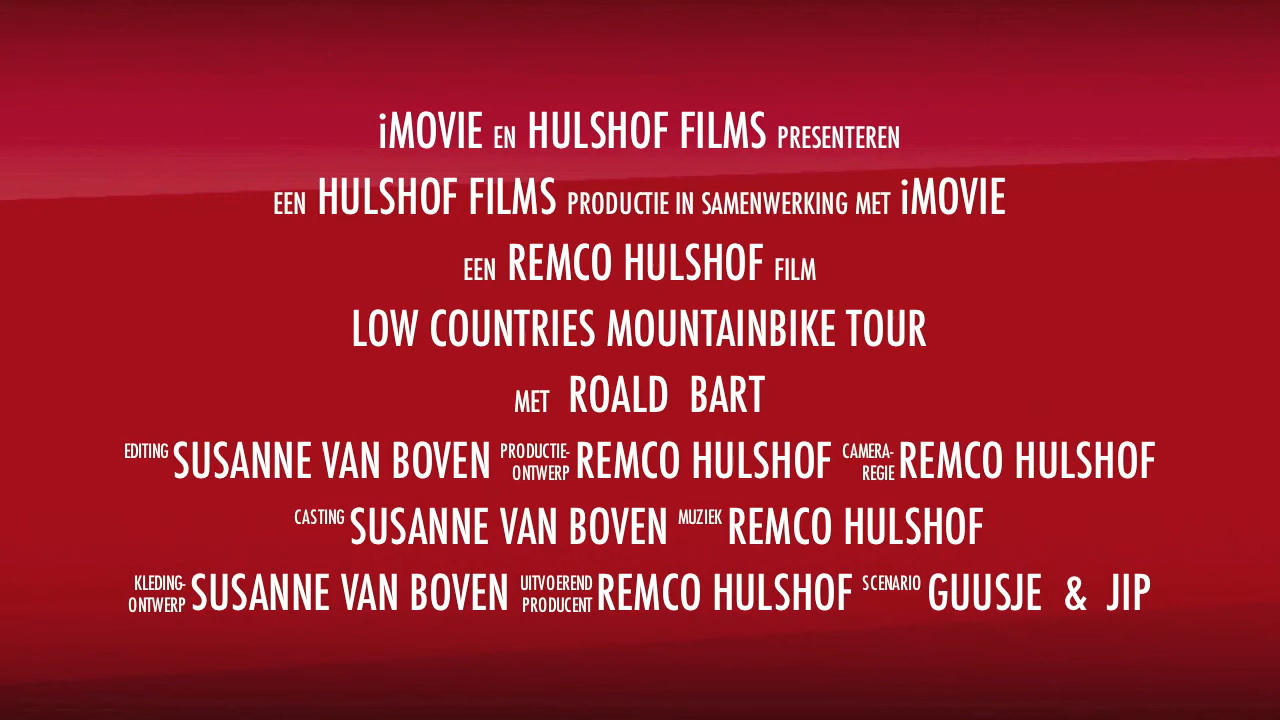 iMOVIE EN HULSHOF FILMS PRESENTEREN
EEN HULSHOF FILMS PRODUCTIE IN SAMENWERKING MET iMOVIE
EEN REMCO HULSHOF FILM
LOW COUNTRIES MOUNTAINBIKE TOUR
MET ROALD BART
EDITING SUSANNE VAN BOVEN PRODUCTIE-ONTWERP REMCO HULSHOF CAMERA-REGIE REMCO HULSHOF
CASTING SUSANNE VAN BOVEN MUZIEK REMCO HULSHOF
KLEDING-ONTWERP SUSANNE VAN BOVEN UITVOEREND PRODUCENT REMCO HULSHOF SCENARIO GUUSJE & JIP